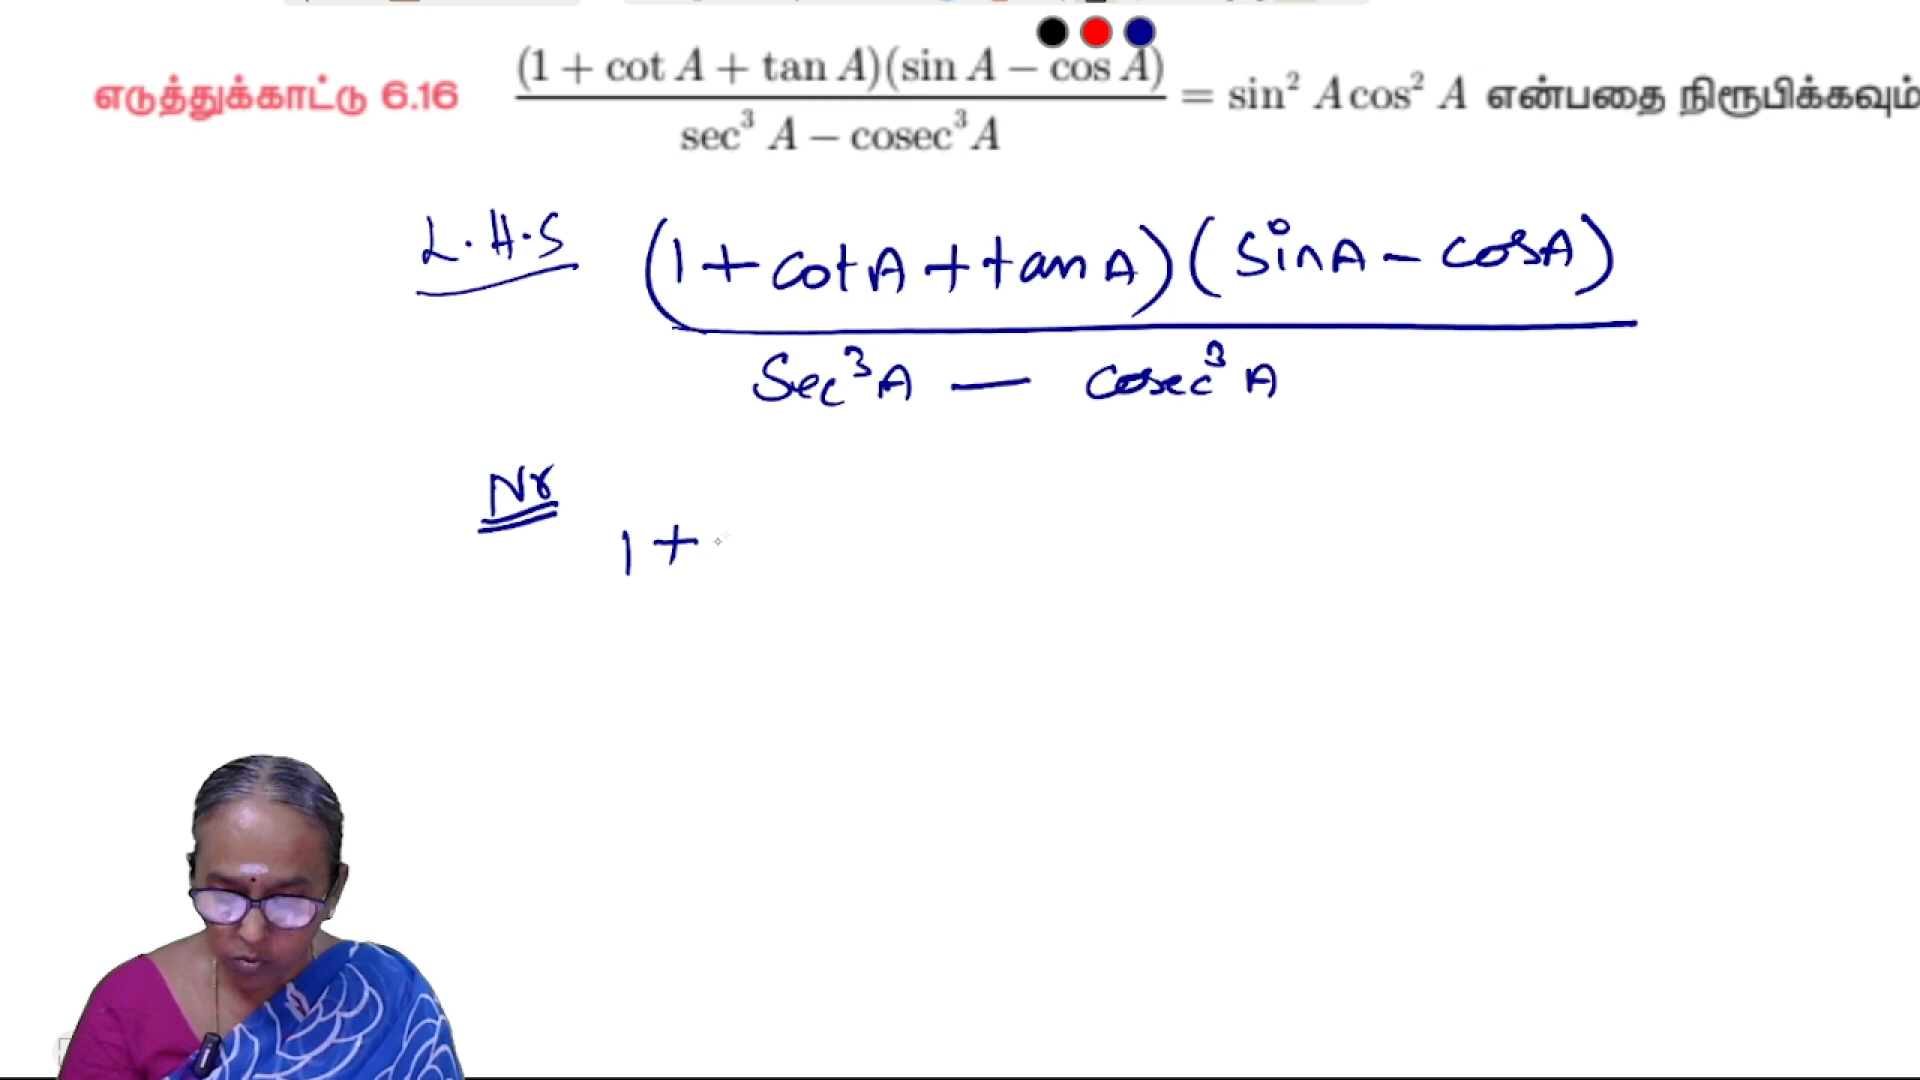 எடுத்துக்காட்டு 6.16 (1 + cot A + tan A)(sin A − cos A) / sec³ A − cosec³ A = sin² A cos² A என்பதை நிரூபிக்கவும்
L.H.S (1 + cot A + tan A)(sin A − cos A)
sec³ A − cosec³ A
Nr
1 +